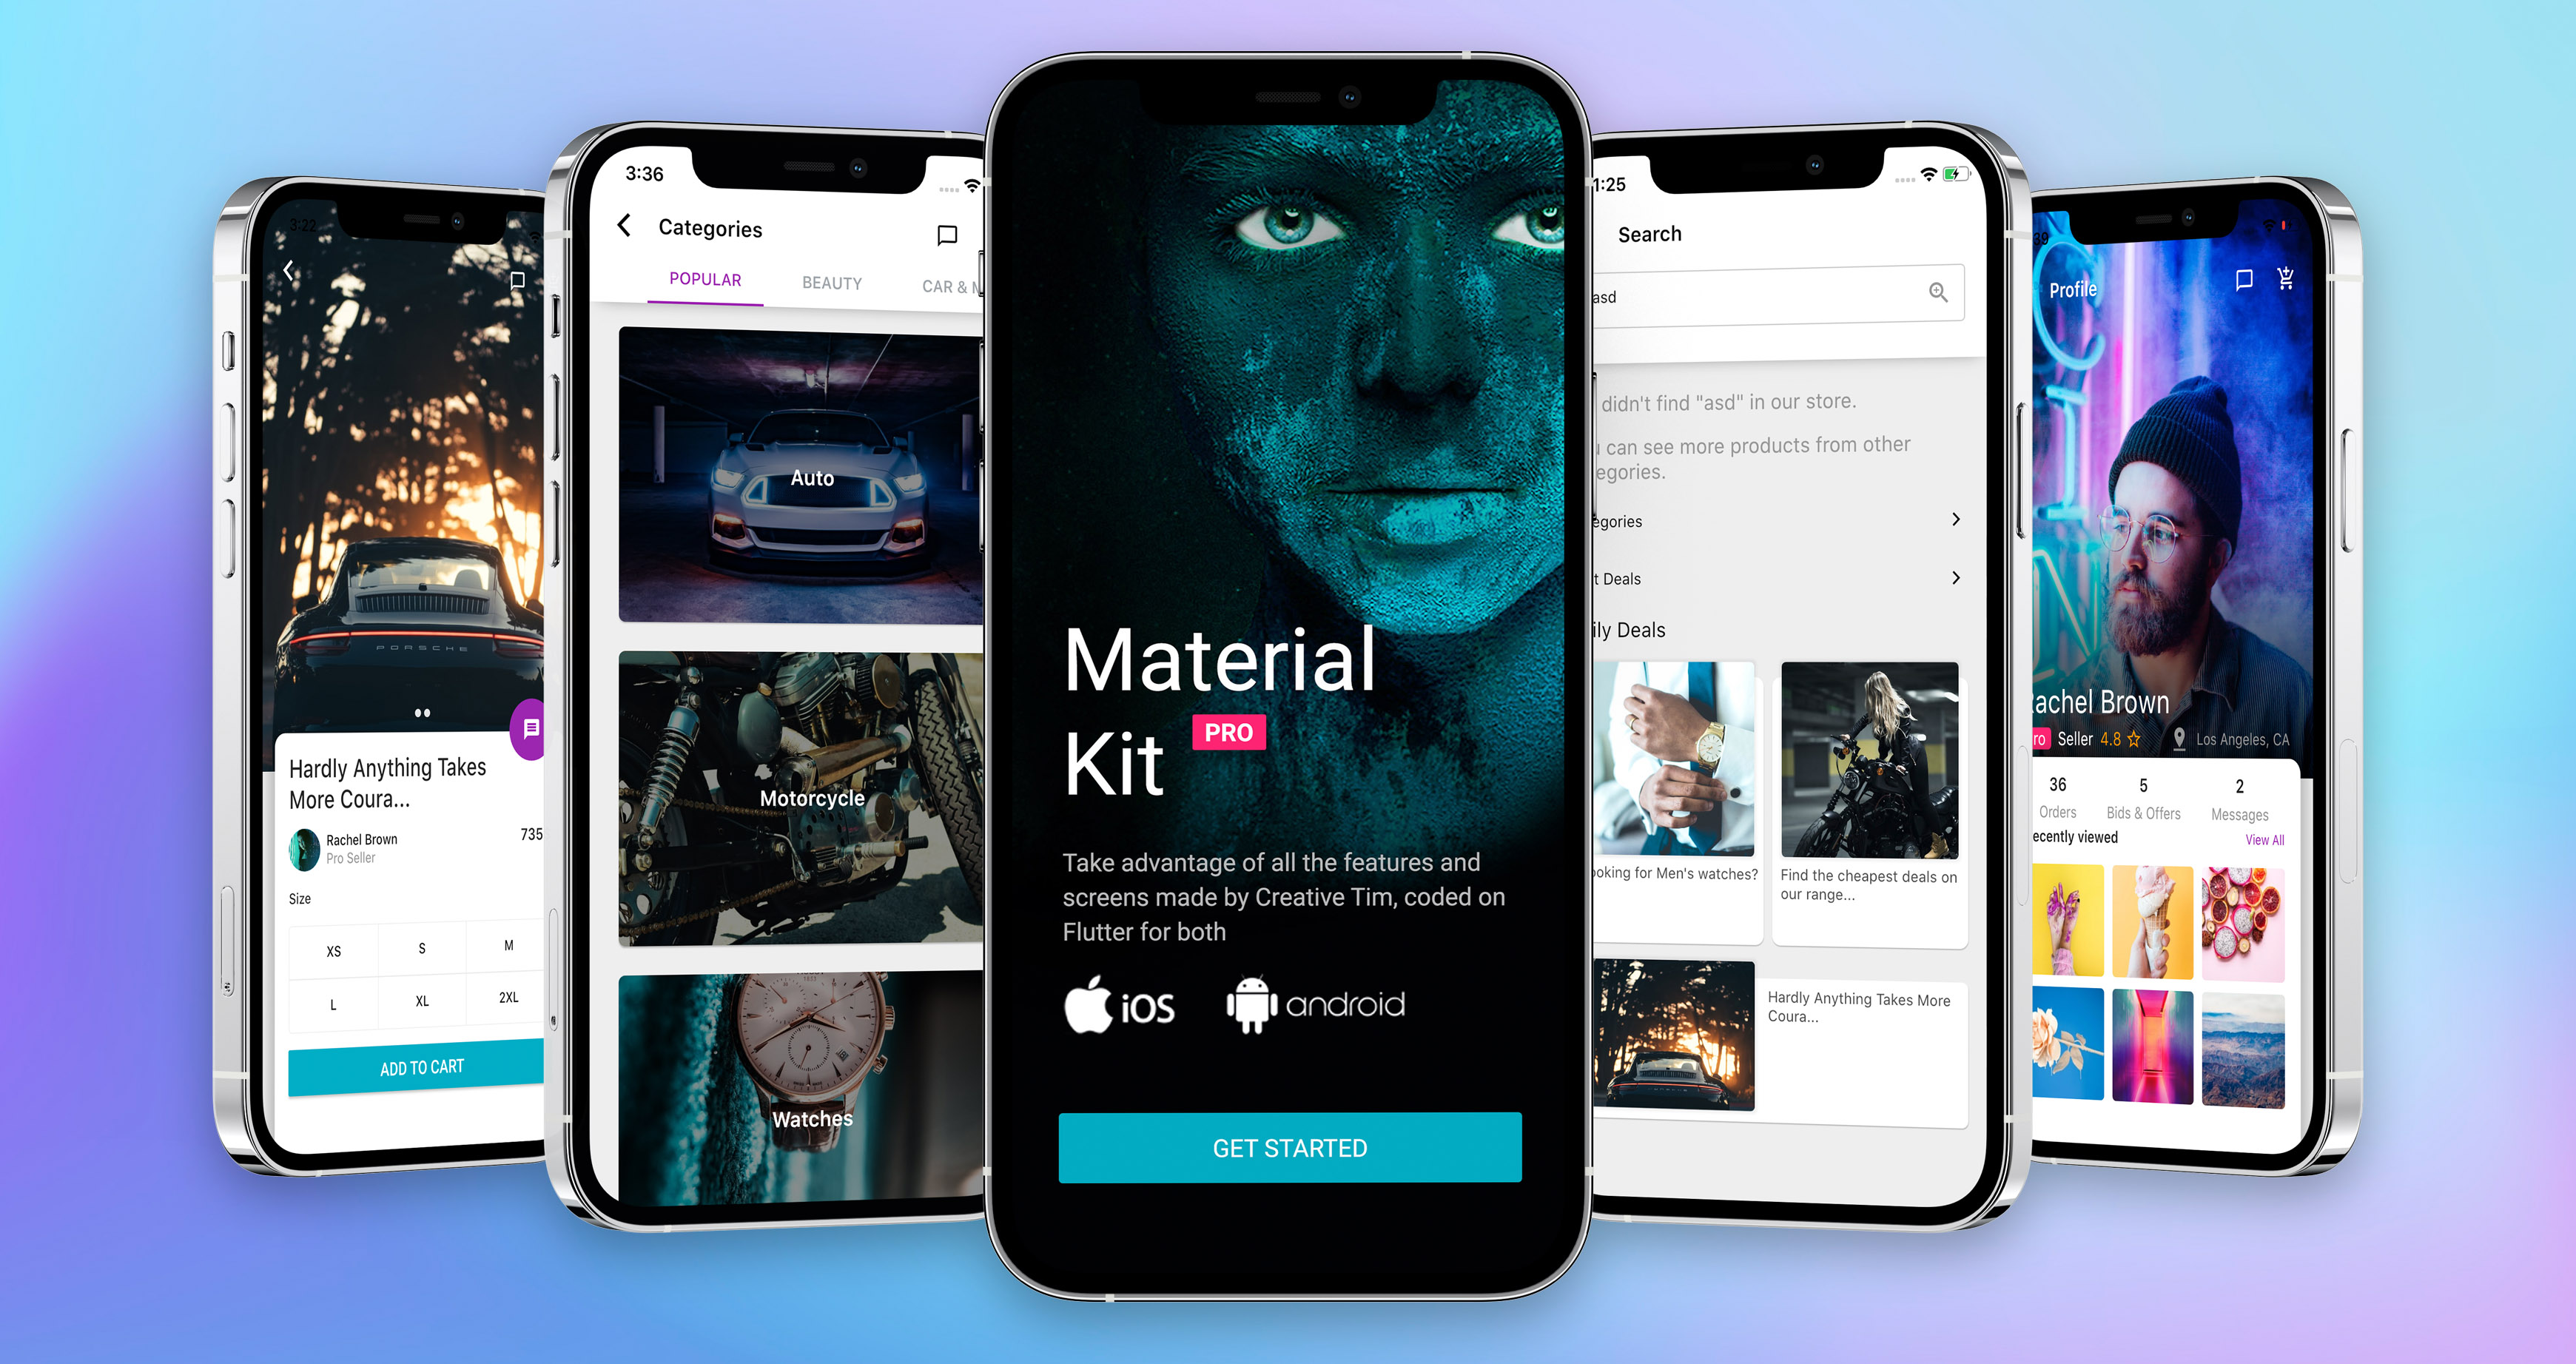 3:22
PORSCHE
Hardly Anything Takes
More Coura...
Rachel Brown
Pro Seller
735
Size
XS S M
L XL 2XL
ADD TO CART
3:36
Categories
POPULAR BEAUTY CAR & M
Auto
Motorcycle
Watches
Material
Kit PRO
Take advantage of all the features and
screens made by Creative Tim, coded on
Flutter for both
iOS android
GET STARTED
1:25
Search
asd
didn't find "asd" in our store.
can see more products from other
egories.
egories
t Deals
ily Deals
oking for Men's watches?
Find the cheapest deals on
our range...
Hardly Anything Takes More
Coura...
39
Profile
achel Brown
ro Seller 4.8 Los Angeles, CA
36 5 2
Orders Bids & Offers Messages
ecently viewed View All